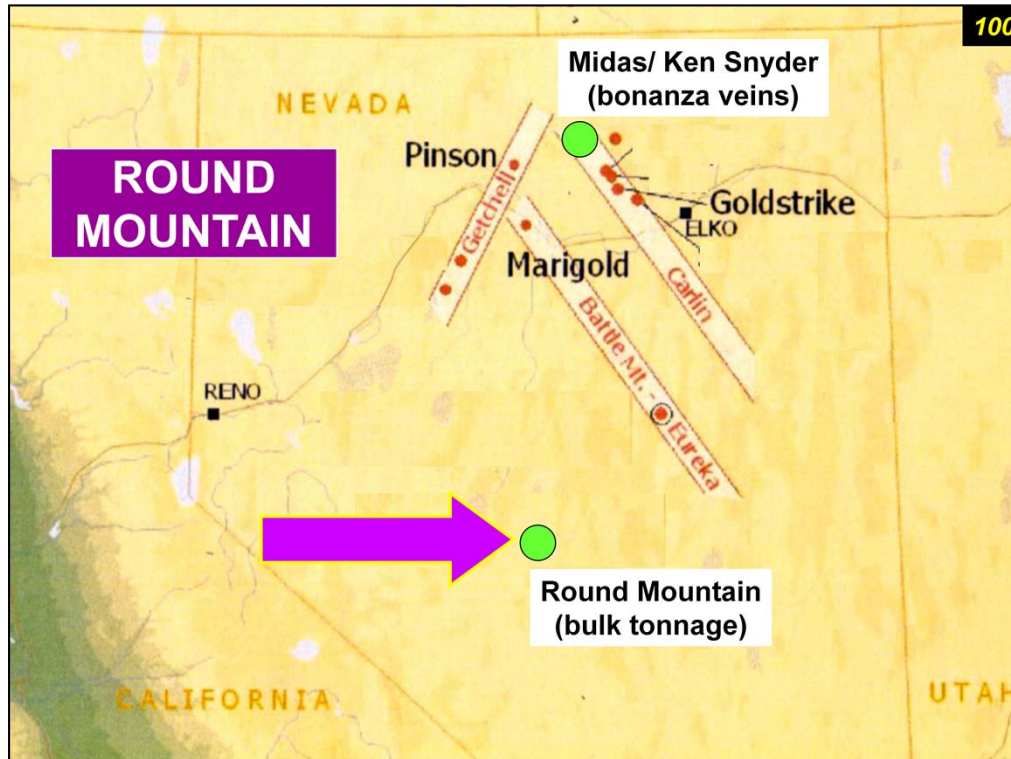 100
Midas/ Ken Snyder
(bonanza veins)
NEVADA
ROUND
MOUNTAIN
Pinson
Getchell
Goldstrike
ELKO
Marigold
Carlin
Battle Mt. - Eureka
RENO
Round Mountain
(bulk tonnage)
CALIFORNIA
UTAH